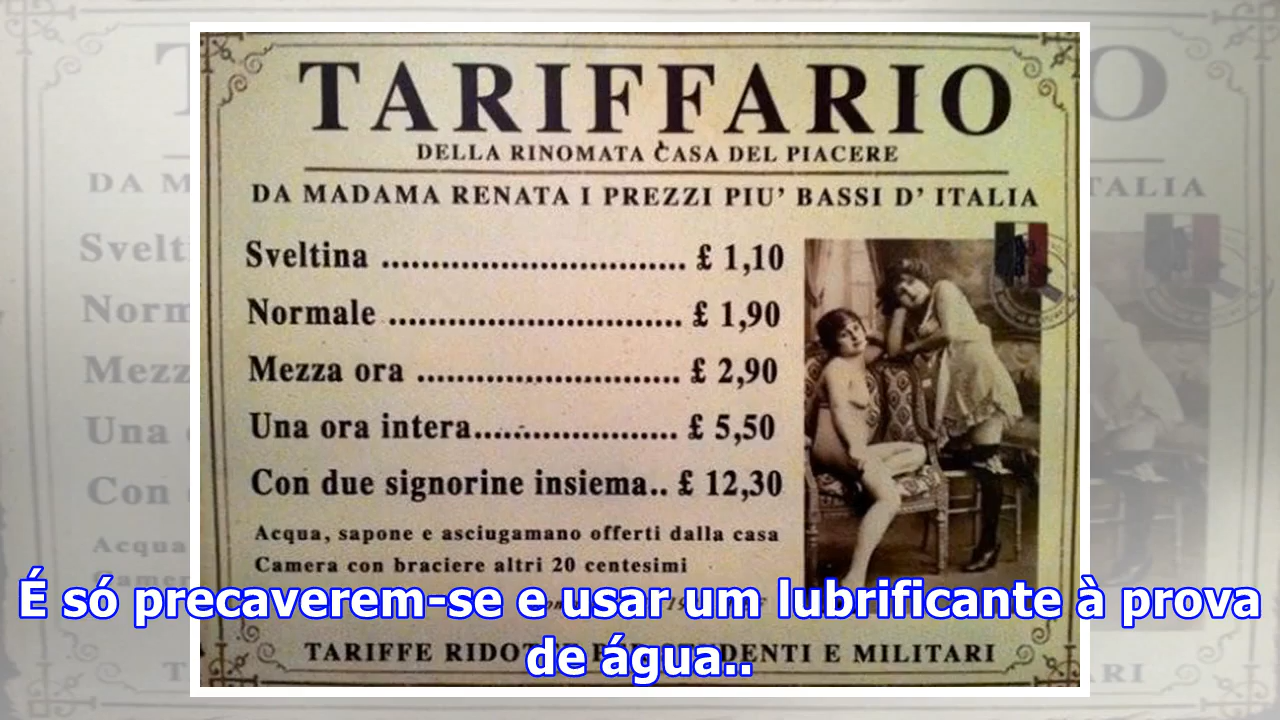 TARIFFARIO
DELLA RINOMATA CASA DEL PIACERE
DA MADAMA RENATA I PREZZI PIU' BASSI D' ITALIA
Sveltina .............................. £ 1,10
Normale ............................. £ 1,90
Mezza ora .......................... £ 2,90
Una ora intera.................... £ 5,50
Con due signorine insiema.. £ 12,30
Acqua, sapone e asciugamano offerti dalla casa
Camera con braciere altri 20 centesimi
É só precaverem-se e usar um lubrificante à prova
de água..
TARIFFE E MILITARI